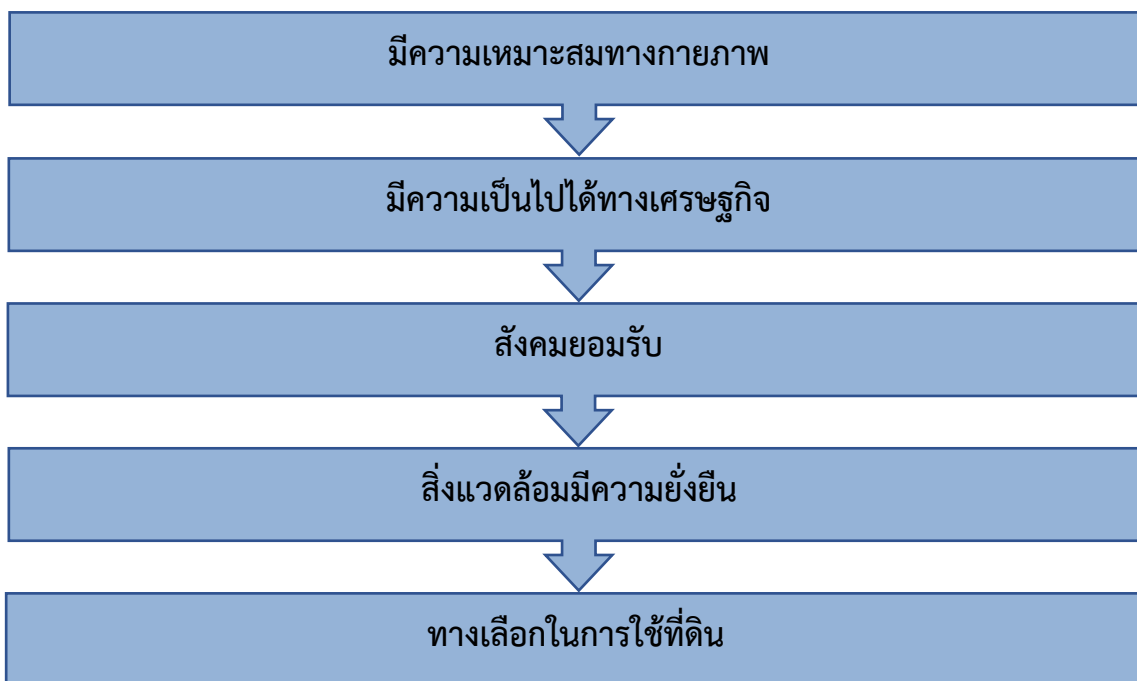 มีความเหมาะสมทางกายภาพ
มีความเป็นไปได้ทางเศรษฐกิจ
สังคมยอมรับ
สิ่งแวดล้อมมีความยั่งยืน
ทางเลือกในการใช้ที่ดิน